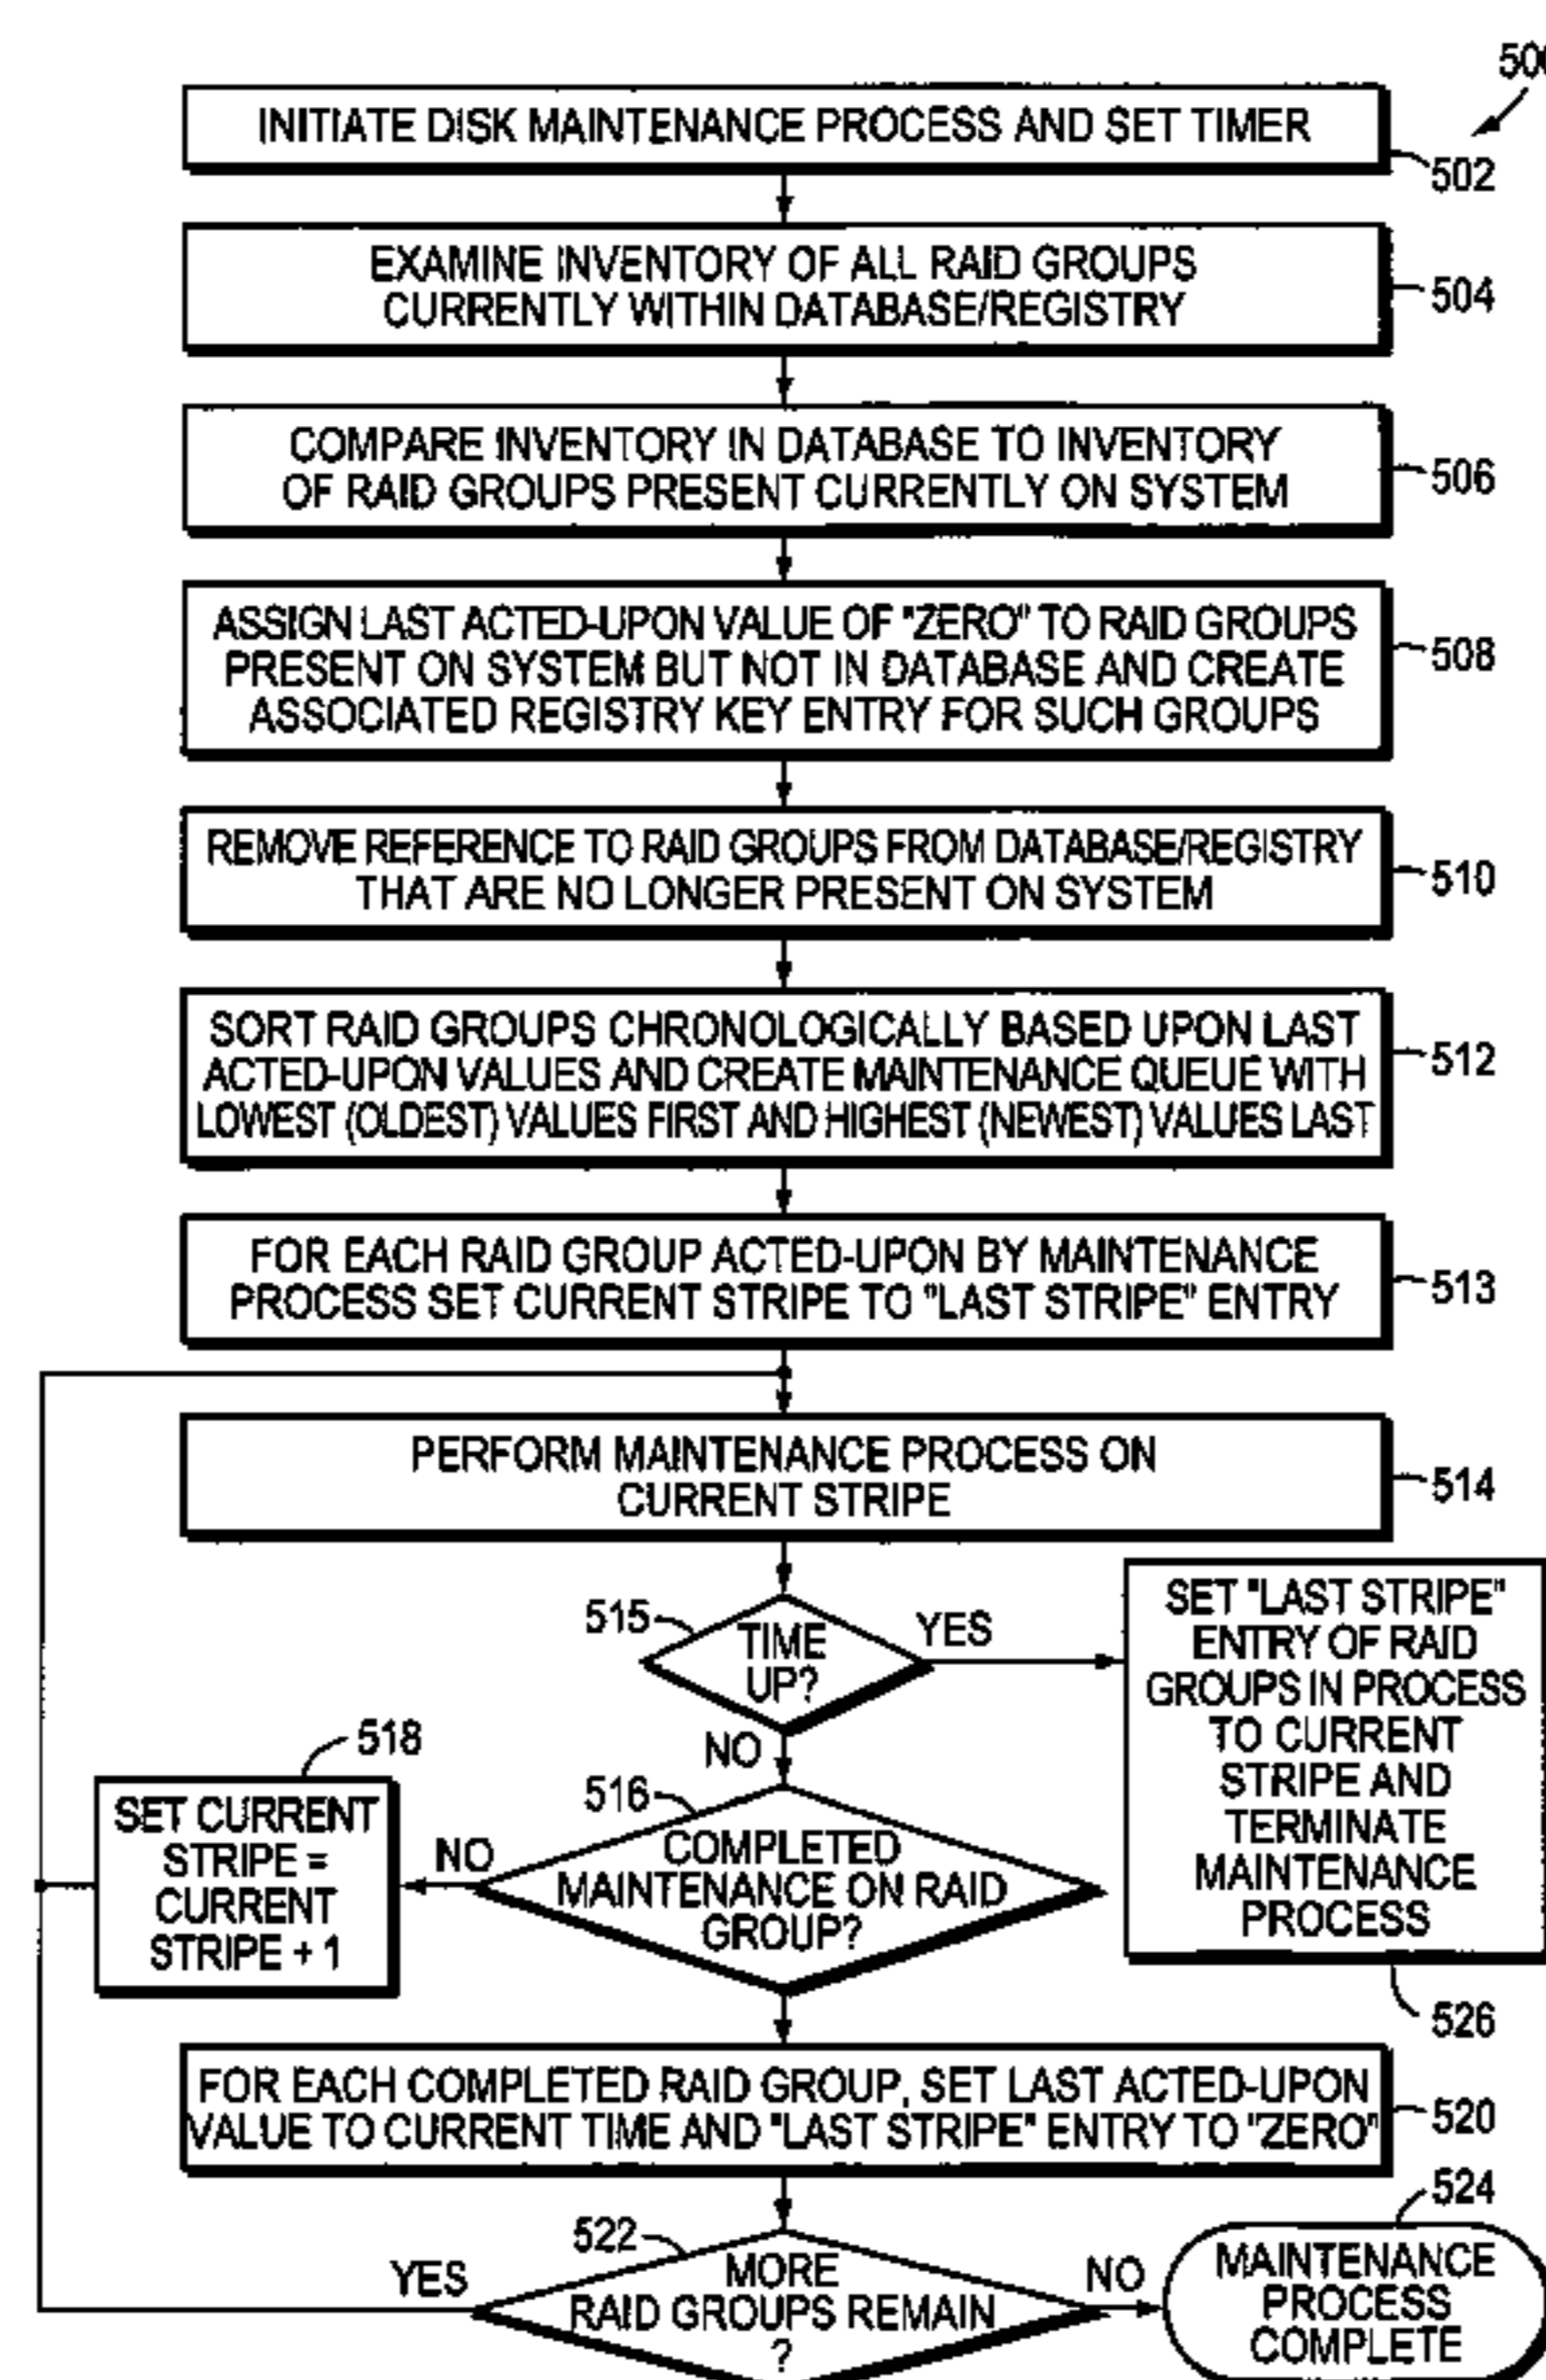 500
INITIATE DISK MAINTENANCE PROCESS AND SET TIMER
502
EXAMINE INVENTORY OF ALL RAID GROUPS
CURRENTLY WITHIN DATABASE/REGISTRY
504
COMPARE INVENTORY IN DATABASE TO INVENTORY
OF RAID GROUPS PRESENT CURRENTLY ON SYSTEM
506
ASSIGN LAST ACTED-UPON VALUE OF "ZERO" TO RAID GROUPS
PRESENT ON SYSTEM BUT NOT IN DATABASE AND CREATE
ASSOCIATED REGISTRY KEY ENTRY FOR SUCH GROUPS
508
REMOVE REFERENCE TO RAID GROUPS FROM DATABASE/REGISTRY
THAT ARE NO LONGER PRESENT ON SYSTEM
510
SORT RAID GROUPS CHRONOLOGICALLY BASED UPON LAST
ACTED-UPON VALUES AND CREATE MAINTENANCE QUEUE WITH
LOWEST (OLDEST) VALUES FIRST AND HIGHEST (NEWEST) VALUES LAST
512
FOR EACH RAID GROUP ACTED-UPON BY MAINTENANCE
PROCESS SET CURRENT STRIPE TO "LAST STRIPE" ENTRY
513
PERFORM MAINTENANCE PROCESS ON
CURRENT STRIPE
514
515
TIME
UP?
YES
NO
SET "LAST STRIPE"
ENTRY OF RAID
GROUPS IN PROCESS
TO CURRENT
STRIPE AND
TERMINATE
MAINTENANCE
PROCESS
526
516
COMPLETED
MAINTENANCE ON RAID
GROUP?
NO
518
SET CURRENT
STRIPE =
CURRENT
STRIPE + 1
FOR EACH COMPLETED RAID GROUP, SET LAST ACTED-UPON
VALUE TO CURRENT TIME AND "LAST STRIPE" ENTRY TO "ZERO"
520
522
MORE
RAID GROUPS REMAIN
?
YES
NO
524
MAINTENANCE
PROCESS
COMPLETE